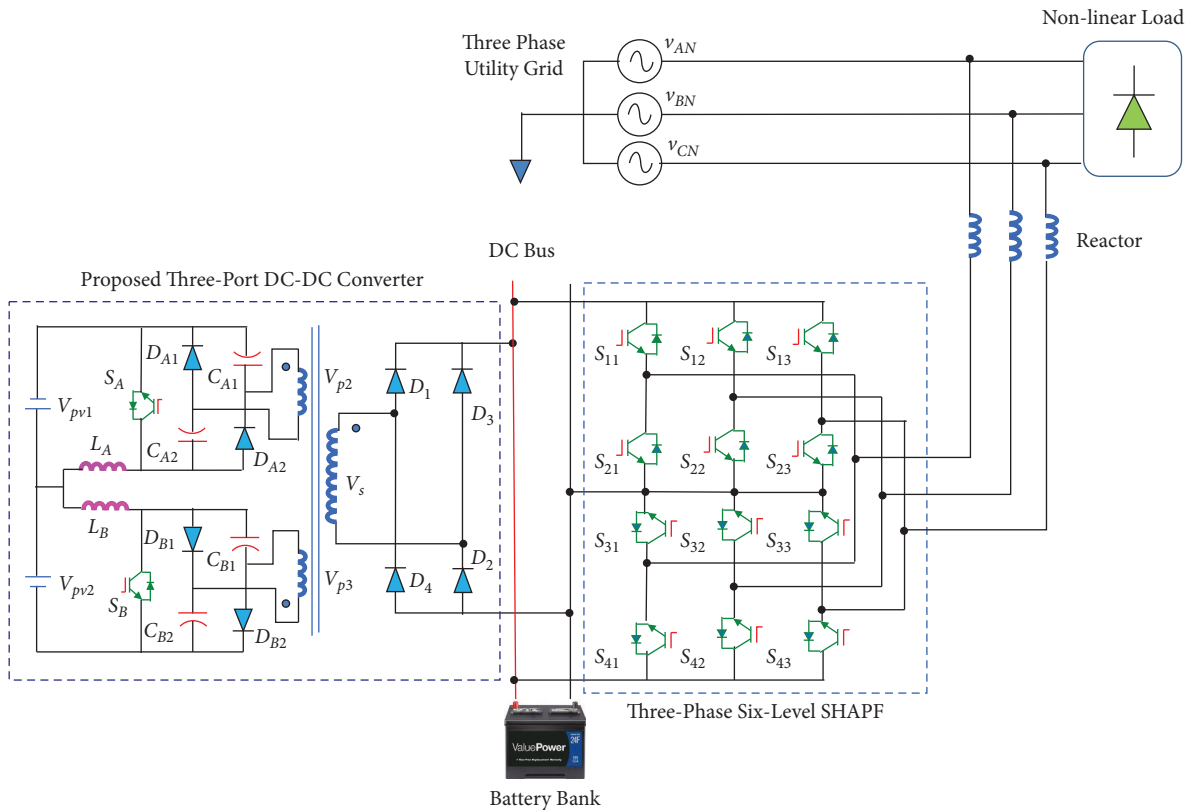 Non-linear Load
Three Phase
Utility Grid
v_AN
v_BN
v_CN
Reactor
DC Bus
Proposed Three-Port DC-DC Converter
D_A1
C_A1
S_A
V_p2
V_pv1
C_A2
D_A2
L_A
L_B
D_B1
C_B1
V_p3
V_pv2
S_B
C_B2
D_B2
V_s
D_1
D_3
D_4
D_2
S_11
S_12
S_13
S_21
S_22
S_23
S_31
S_32
S_33
S_41
S_42
S_43
Three-Phase Six-Level SHAPF
ValuePower
24F
Battery Bank